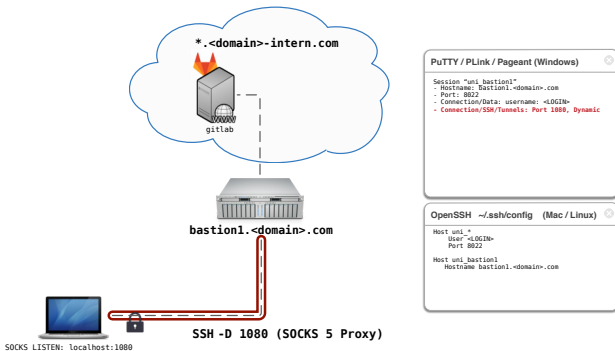 *.<domain>-intern.com
gitlab
WWW
bastion1.<domain>.com
SSH -D 1080 (SOCKS 5 Proxy)
SOCKS LISTEN: localhost:1080
PuTTY / PLink / Pageant (Windows)
Session "uni_bastion1"
- Hostname: bastion1.<domain>.com
- Port: 8022
- Connection/Data: username: <LOGIN>
- Connection/SSH/Tunnels: Port 1080, Dynamic
OpenSSH ~/.ssh/config (Mac / Linux)
Host uni_*
User <LOGIN>
Port 8022
Host uni_bastion1
Hostname bastion1.<domain>.com